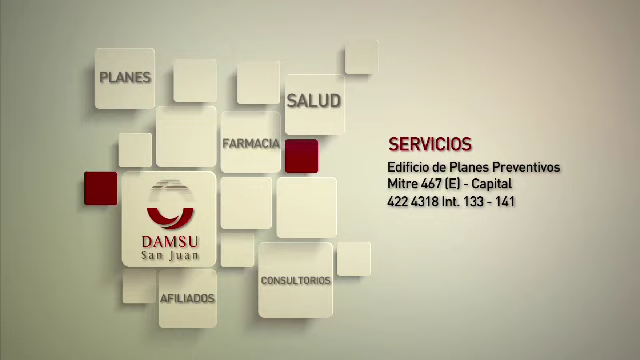 PLANES
SALUD
FARMACIA
SERVICIOS
Edificio de Planes Preventivos
Mitre 467 (E) - Capital
422 4318 Int. 133 - 141
DAMSU
San Juan
CONSULTORIOS
AFILIADOS